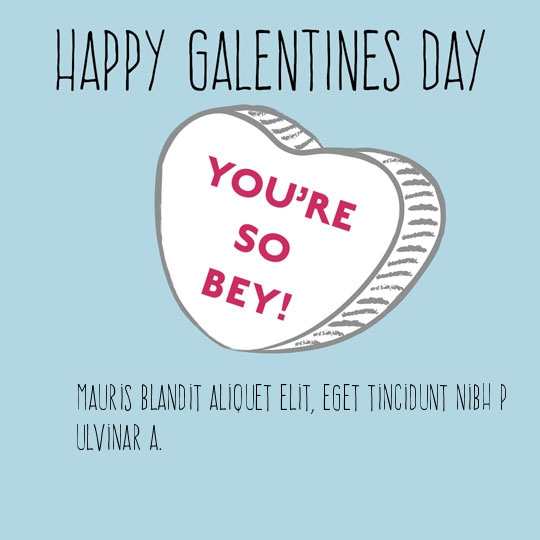 HAPPY GALENTINES DAY
YOU'RE
SO
BEY!
MAURIS BLANDIT ALIQUET ELIT, EGET TINCIDUNT NIBH P
ULVINAR A.